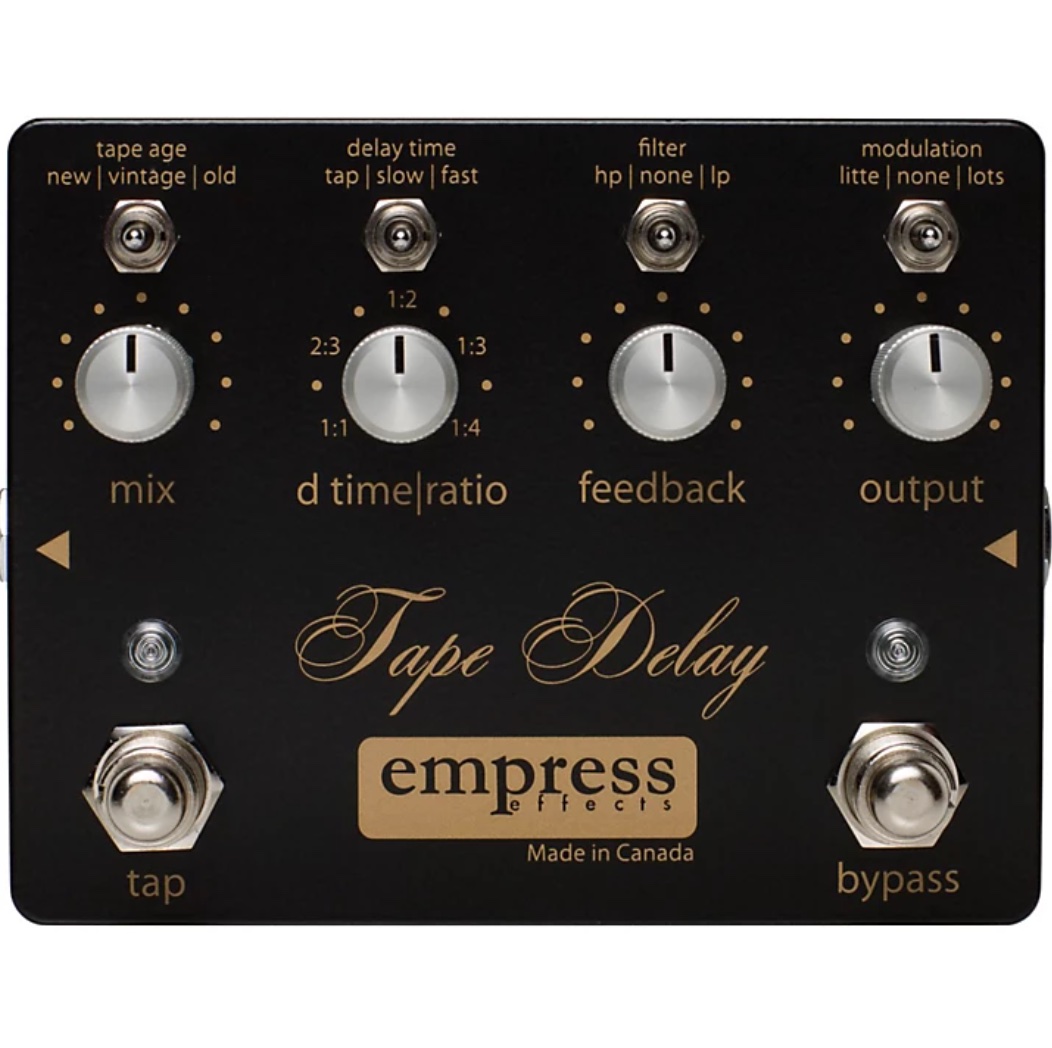 tape age
new | vintage | old
delay time
tap | slow | fast
filter
hp | none | lp
modulation
litte | none | lots
1:2
2:3
1:3
1:1
1:4
mix
d time|ratio
feedback
output
Tape Delay
empress
effects
Made in Canada
tap
bypass